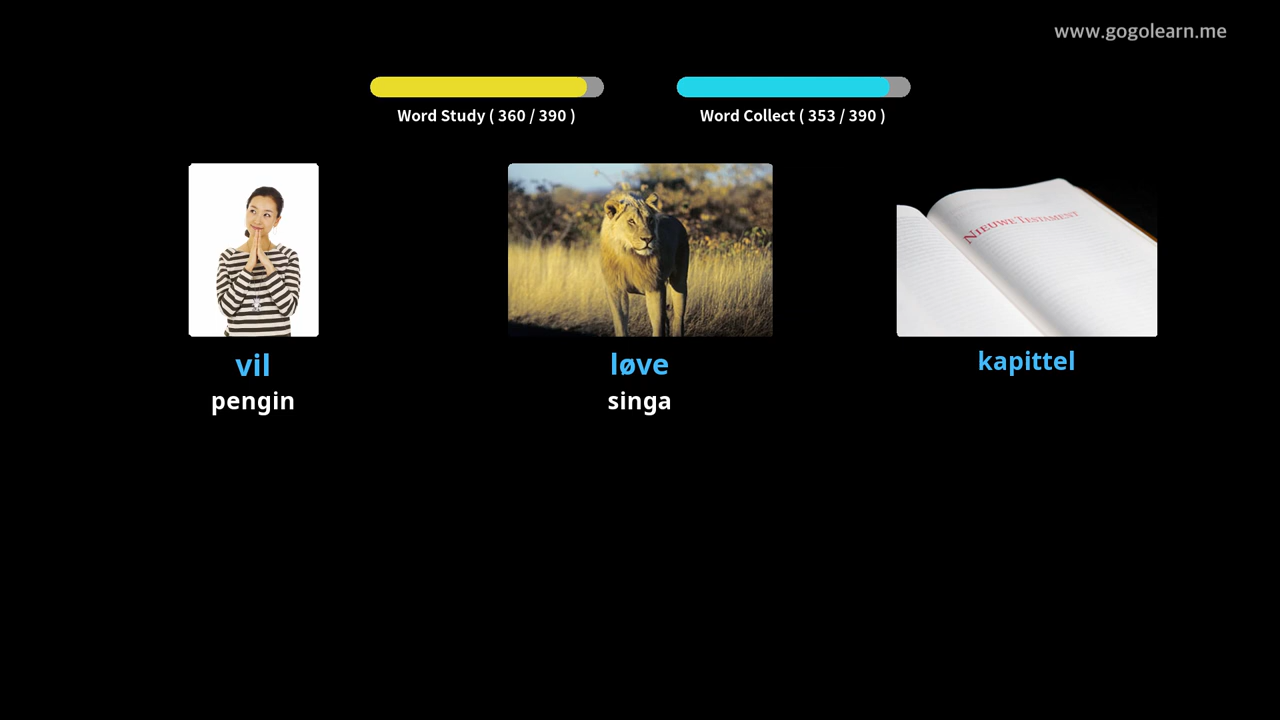 www.gogolearn.me
Word Study ( 360 / 390 )
Word Collect ( 353 / 390 )
NIEUWE TESTAMENT
vil
løve
kapittel
pengin
singa